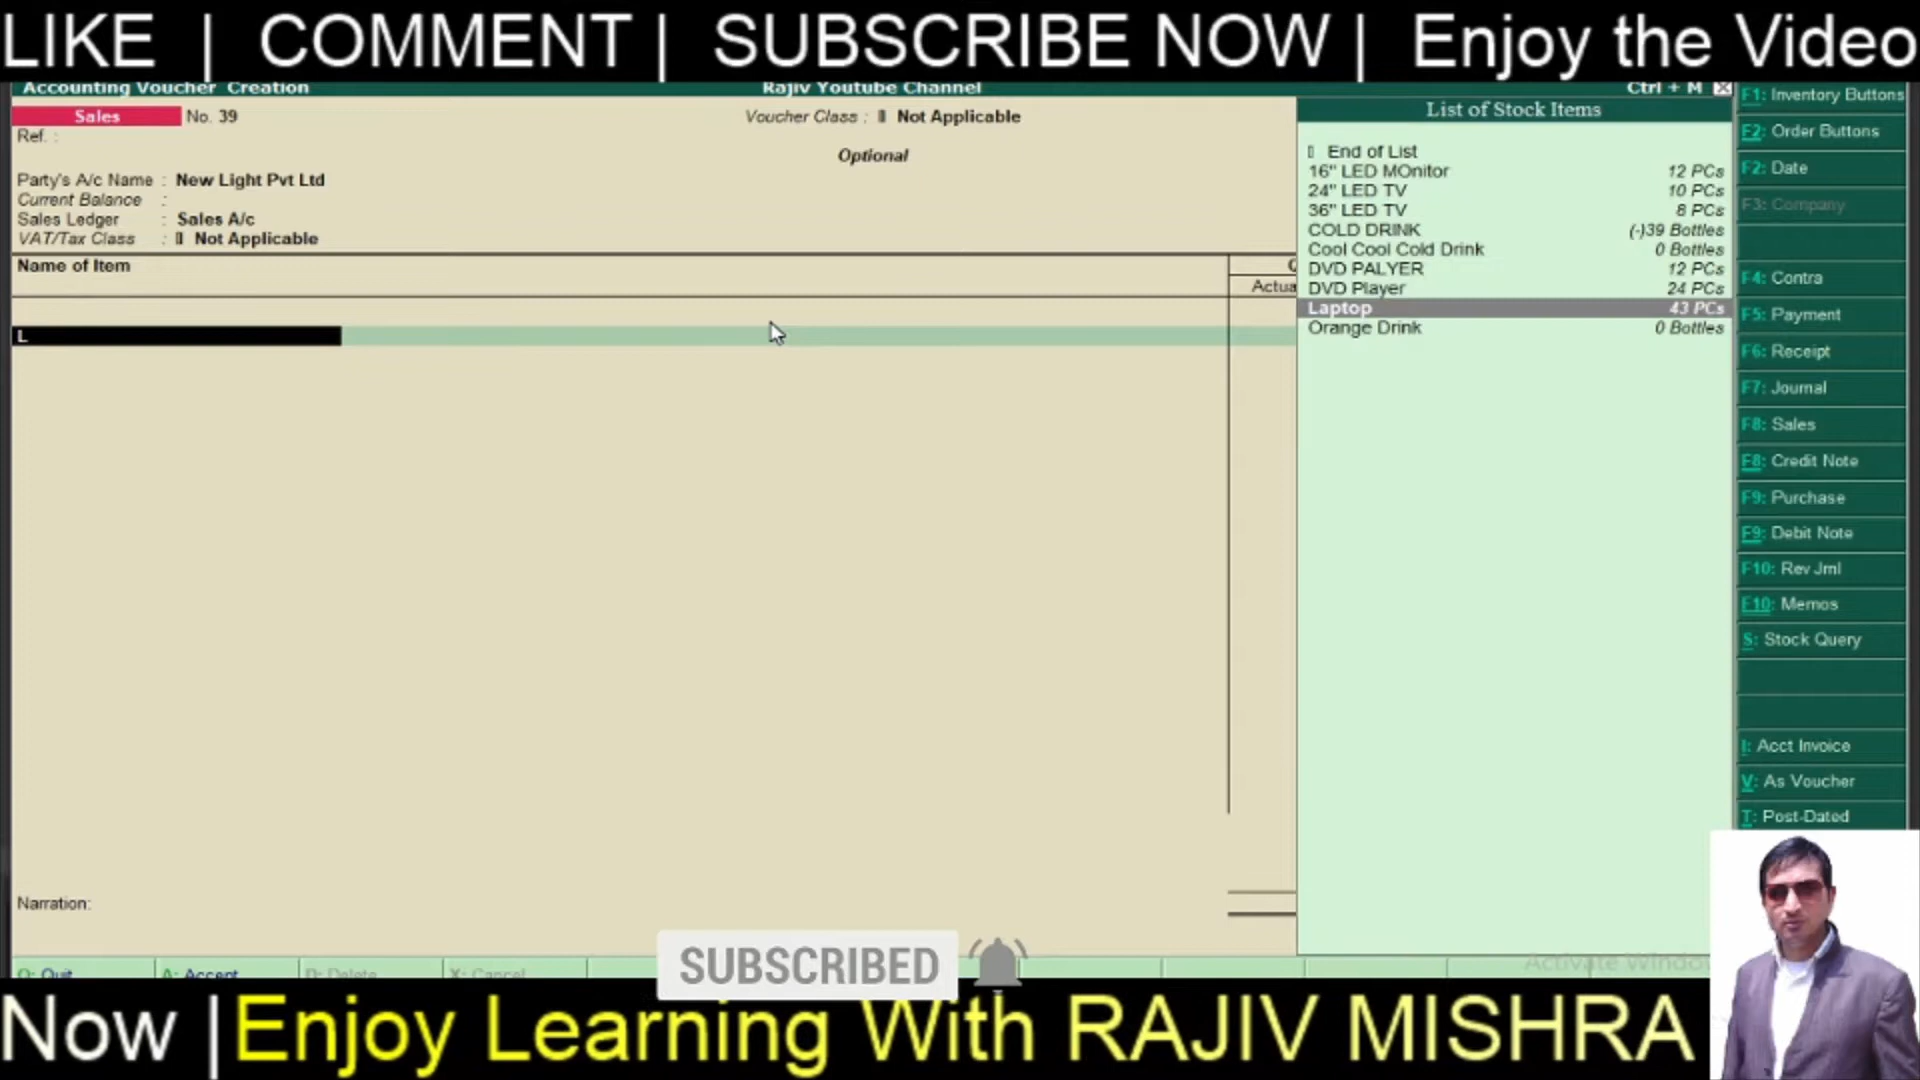 LIKE | COMMENT | SUBSCRIBE NOW | Enjoy the Video
Accounting Voucher Creation Rajiv Youtube Channel Ctrl + M
Sales No. 39 Voucher Class : Not Applicable
Ref. :
Optional
Party's A/c Name : New Light Pvt Ltd
Current Balance :
Sales Ledger : Sales A/c
VAT/Tax Class : Not Applicable
Name of Item
Actua
L
Narration:
List of Stock Items
End of List
16" LED MOnitor 12 PCs
24" LED TV 10 PCs
36" LED TV 8 PCs
COLD DRINK (-)39 Bottles
Cool Cool Cold Drink 0 Bottles
DVD PALYER 12 PCs
DVD Player 24 PCs
Laptop 43 PCs
Orange Drink 0 Bottles
F1: Inventory Buttons
F2: Order Buttons
F2: Date
F3: Company
F4: Contra
F5: Payment
F6: Receipt
F7: Journal
F8: Sales
F8: Credit Note
F9: Purchase
F9: Debit Note
F10: Rev Jrnl
F10: Memos
S: Stock Query
I: Acct Invoice
V: As Voucher
T: Post-Dated
Q: Quit A: Accept D: Delete X: Cancel
SUBSCRIBED
Activate Windo
Now | Enjoy Learning With RAJIV MISHRA